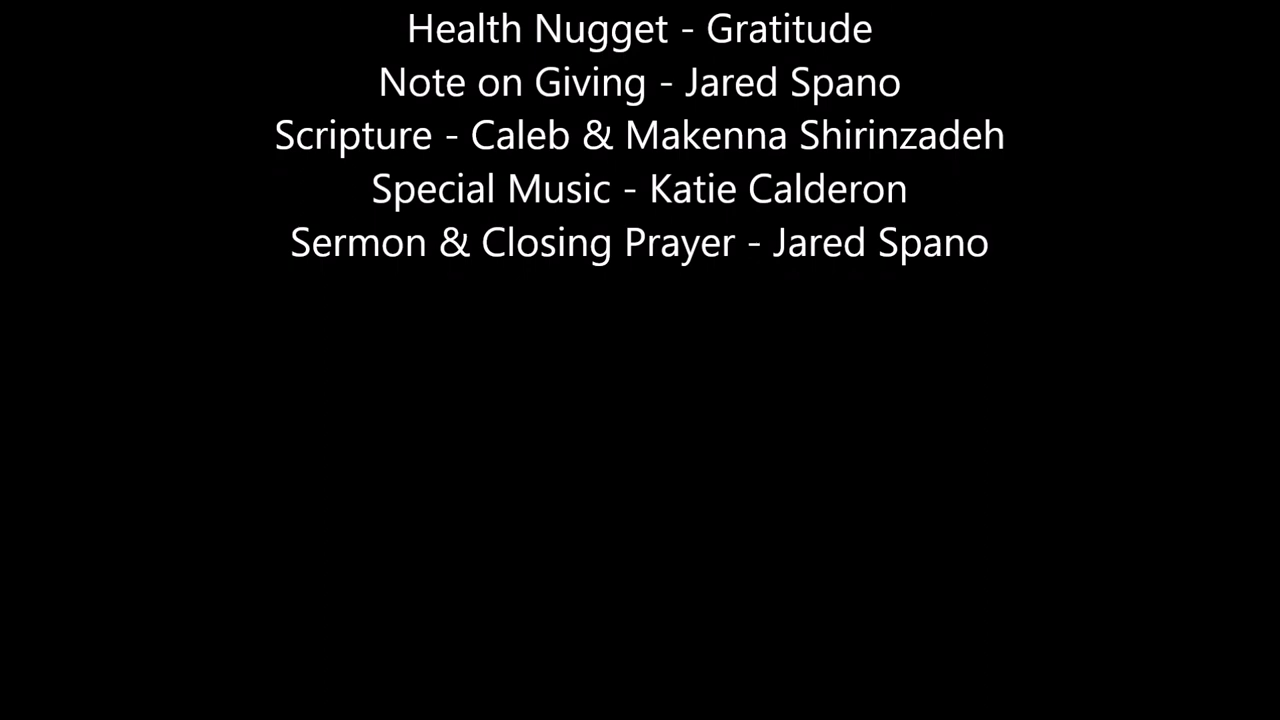 Health Nugget - Gratitude
Note on Giving - Jared Spano
Scripture - Caleb & Makenna Shirinzadeh
Special Music - Katie Calderon
Sermon & Closing Prayer - Jared Spano